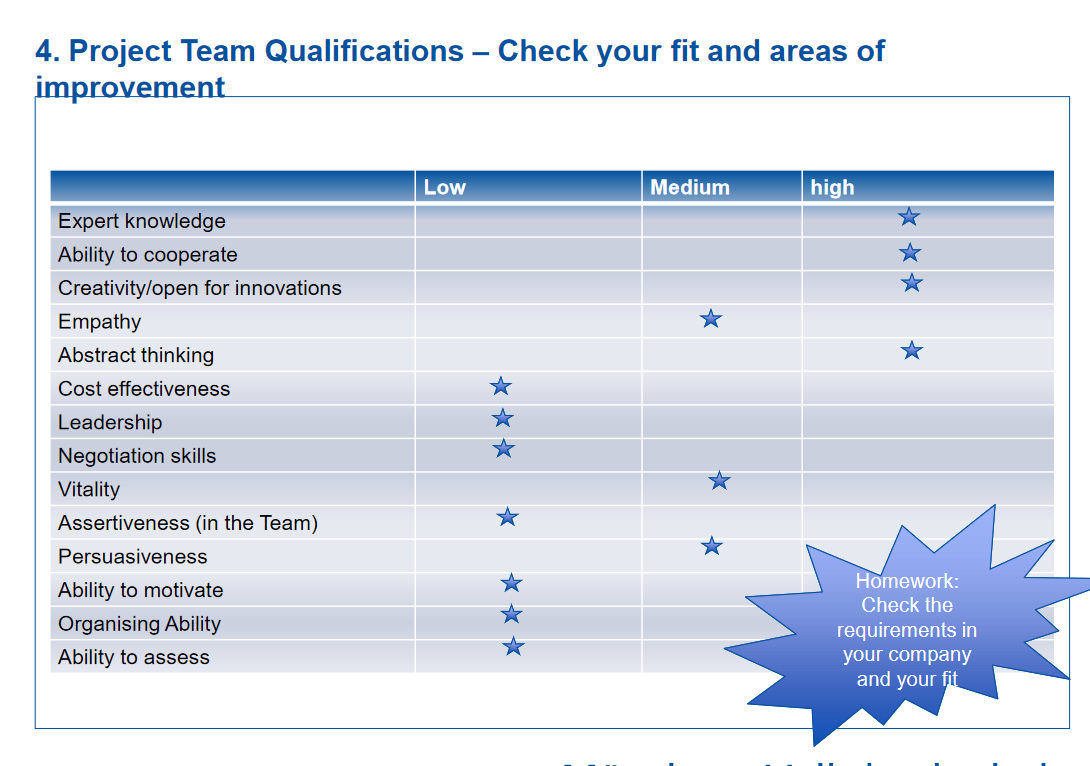 4. Project Team Qualifications – Check your fit and areas of
improvement
Low Medium high
Expert knowledge
Ability to cooperate
Creativity/open for innovations
Empathy
Abstract thinking
Cost effectiveness
Leadership
Negotiation skills
Vitality
Assertiveness (in the Team)
Persuasiveness
Ability to motivate
Organising Ability
Ability to assess
Homework:
Check the
requirements in
your company
and your fit